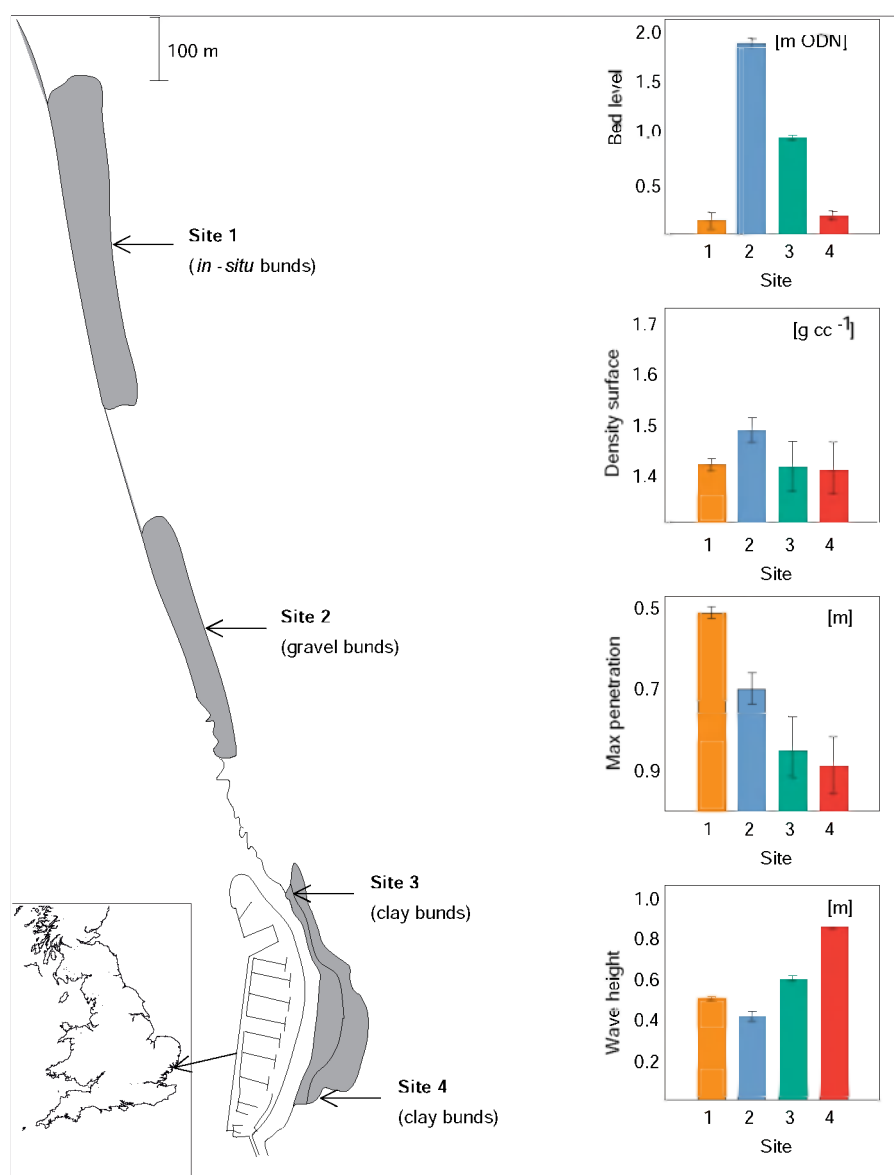 100 m
Site 1
(in-situ bunds)
Site 2
(gravel bunds)
Site 3
(clay bunds)
Site 4
(clay bunds)
[m ODN]
Bed level
2.0
1.5
1.0
0.5
1 2 3 4
Site
[g cc -1]
Density surface
1.7
1.6
1.5
1.4
1 2 3 4
Site
[m]
Max penetration
0.5
0.7
0.9
1 2 3 4
Site
[m]
Wave height
1.0
0.8
0.6
0.4
0.2
1 2 3 4
Site